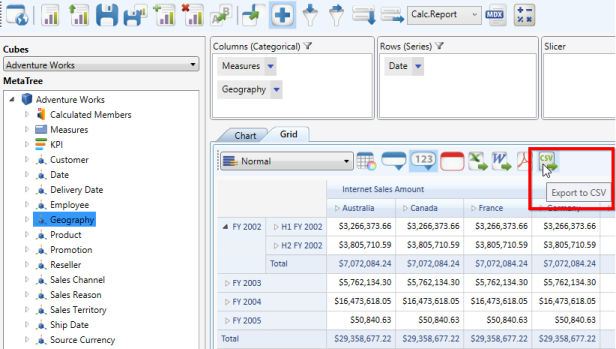 Calc.Report
MDX
Cubes
Adventure Works
MetaTree
Adventure Works
Calculated Members
Measures
KPI
Customer
Date
Delivery Date
Employee
Geography
Product
Promotion
Reseller
Sales Channel
Sales Reason
Sales Territory
Ship Date
Source Currency
Columns (Categorical)
Measures
Geography
Rows (Series)
Date
Slicer
Chart
Grid
Normal
123
CSV
Export to CSV
Internet Sales Amount
Australia Canada France Germany
FY 2002 H1 FY 2002 $3,266,373.66 $3,266,373.66 $3,266,373.66 $3,266,373.66
H2 FY 2002 $3,805,710.59 $3,805,710.59 $3,805,710.59 $3,805,710.59
Total $7,072,084.24 $7,072,084.24 $7,072,084.24 $7,072,084.24
FY 2003 $5,762,134.30 $5,762,134.30 $5,762,134.30 $5,762,134.30
FY 2004 $16,473,618.05 $16,473,618.05 $16,473,618.05 $16,473,618.05
FY 2005 $50,840.63 $50,840.63 $50,840.63 $50,840.63
Total $29,358,677.22 $29,358,677.22 $29,358,677.22 $29,358,677.22